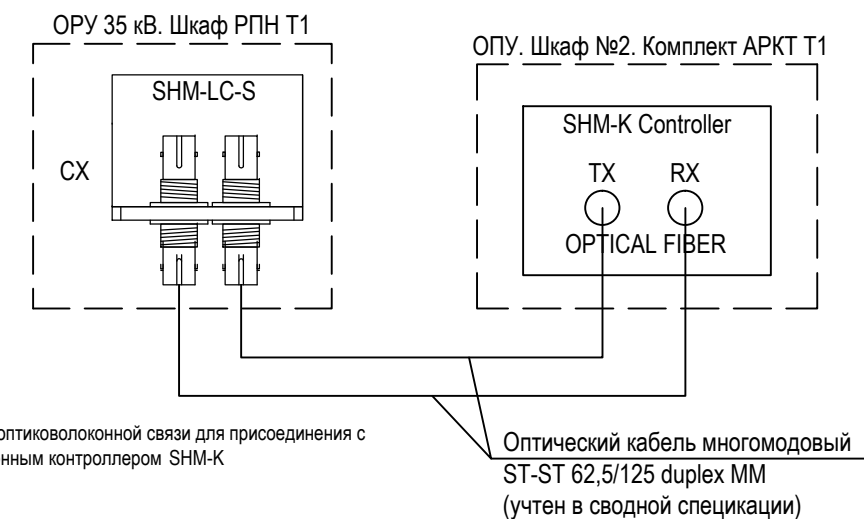 ОРУ 35 кВ. Шкаф РПН Т1
ОПУ. Шкаф №2. Комплект АРКТ Т1
SHM-LC-S
СХ
SHM-K Controller
TX
RX
OPTICAL FIBER
оптиковолоконной связи для присоединения с
контроллером SHM-K
Оптический кабель многомодовый
ST-ST 62,5/125 duplex MM
(учтен в сводной специкации)